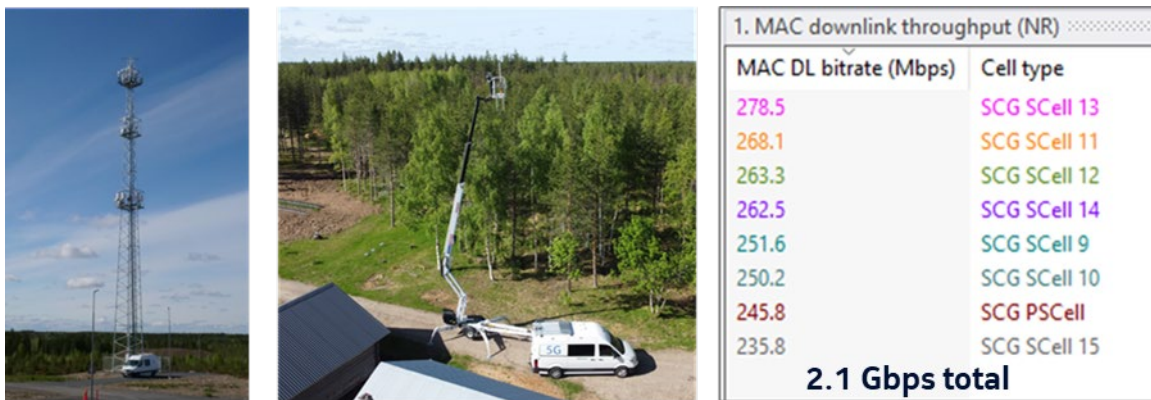 5G
1. MAC downlink throughput (NR)
MAC DL bitrate (Mbps) Cell type
278.5 SCG SCell 13
268.1 SCG SCell 11
263.3 SCG SCell 12
262.5 SCG SCell 14
251.6 SCG SCell 9
250.2 SCG SCell 10
245.8 SCG PSCell
235.8 SCG SCell 15
2.1 Gbps total